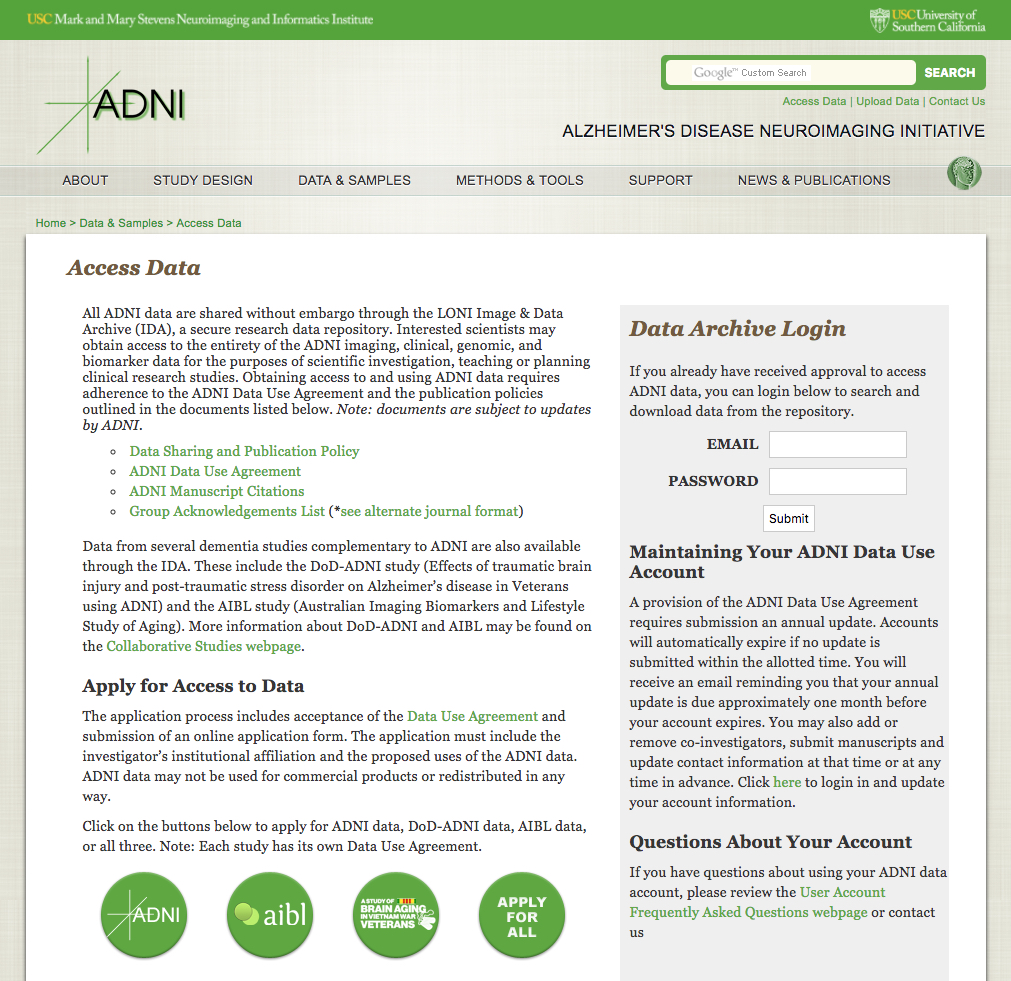 USC Mark and Mary Stevens Neuroimaging and Informatics Institute
USC University of
Southern California
ADNI
Google™ Custom Search
SEARCH
Access Data | Upload Data | Contact Us
ALZHEIMER'S DISEASE NEUROIMAGING INITIATIVE
ABOUT
STUDY DESIGN
DATA & SAMPLES
METHODS & TOOLS
SUPPORT
NEWS & PUBLICATIONS
Home > Data & Samples > Access Data
Access Data
All ADNI data are shared without embargo through the LONI Image & Data
Archive (IDA), a secure research data repository. Interested scientists may
obtain access to the entirety of the ADNI imaging, clinical, genomic, and
biomarker data for the purposes of scientific investigation, teaching or planning
clinical research studies. Obtaining access to and using ADNI data requires
adherence to the ADNI Data Use Agreement and the publication policies
outlined in the documents listed below. Note: documents are subject to updates
by ADNI.
Data Sharing and Publication Policy
ADNI Data Use Agreement
ADNI Manuscript Citations
Group Acknowledgements List (*see alternate journal format)
Data from several dementia studies complementary to ADNI are also available
through the IDA. These include the DoD-ADNI study (Effects of traumatic brain
injury and post-traumatic stress disorder on Alzheimer's disease in Veterans
using ADNI) and the AIBL study (Australian Imaging Biomarkers and Lifestyle
Study of Aging). More information about DoD-ADNI and AIBL may be found on
the Collaborative Studies webpage.
Apply for Access to Data
The application process includes acceptance of the Data Use Agreement and
submission of an online application form. The application must include the
investigator's institutional affiliation and the proposed uses of the ADNI data.
ADNI data may not be used for commercial products or redistributed in any
way.
Click on the buttons below to apply for ADNI data, DoD-ADNI data, AIBL data,
or all three. Note: Each study has its own Data Use Agreement.
ADNI
aibl
A STUDY OF
BRAIN AGING
IN VIETNAM WAR
VETERANS
APPLY
FOR
ALL
Data Archive Login
If you already have received approval to access
ADNI data, you can login below to search and
download data from the repository.
EMAIL
PASSWORD
Submit
Maintaining Your ADNI Data Use
Account
A provision of the ADNI Data Use Agreement
requires submission an annual update. Accounts
will automatically expire if no update is
submitted within the allotted time. You will
receive an email reminding you that your annual
update is due approximately one month before
your account expires. You may also add or
remove co-investigators, submit manuscripts and
update contact information at that time or at any
time in advance. Click here to login in and update
your account information.
Questions About Your Account
If you have questions about using your ADNI data
account, please review the User Account
Frequently Asked Questions webpage or contact
us